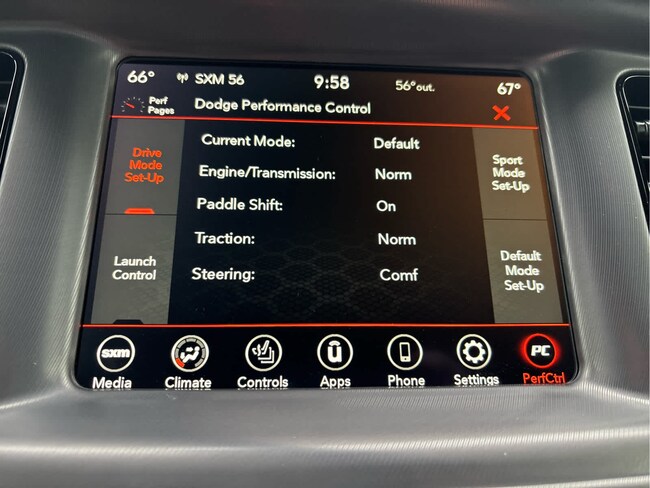 66° SXM 56 9:58 56°out. 67°
Perf
Pages
Dodge Performance Control
Drive
Mode
Set-Up
Launch
Control
Current Mode: Default
Engine/Transmission: Norm
Paddle Shift: On
Traction: Norm
Steering: Comf
Sport
Mode
Set-Up
Default
Mode
Set-Up
sxm
Media
Climate
Controls
Apps
Phone
Settings
PC
PerfCtrl